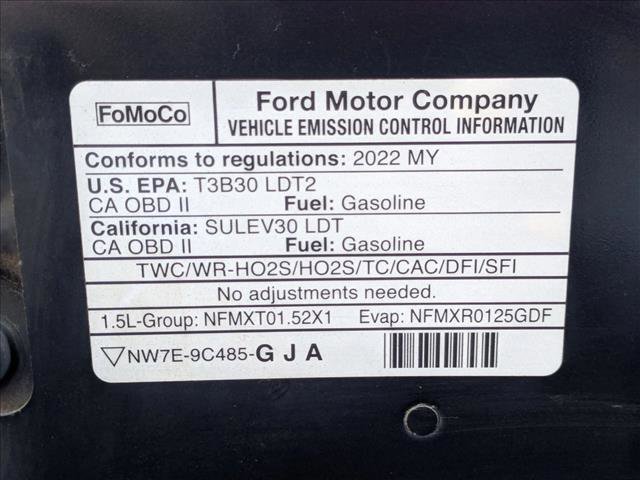 FoMoCo
Ford Motor Company
VEHICLE EMISSION CONTROL INFORMATION
Conforms to regulations: 2022 MY
U.S. EPA: T3B30 LDT2
CA OBD II Fuel: Gasoline
California: SULEV30 LDT
CA OBD II Fuel: Gasoline
TWC/WR-HO2S/HO2S/TC/CAC/DFI/SFI
No adjustments needed.
1.5L-Group: NFMXT01.52X1 Evap: NFMXR0125GDF
NW7E-9C485-G J A